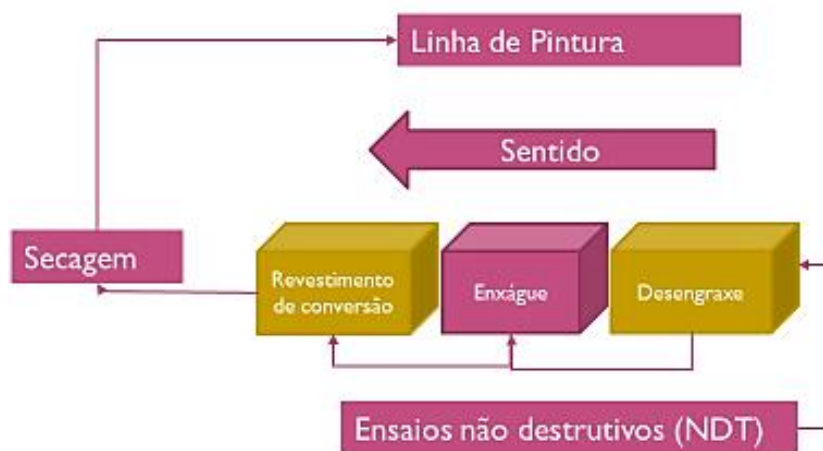 Linha de Pintura
Sentido
Secagem
Revestimento
de conversão
Enxágue
Desengraxe
Ensaios não destrutivos (NDT)